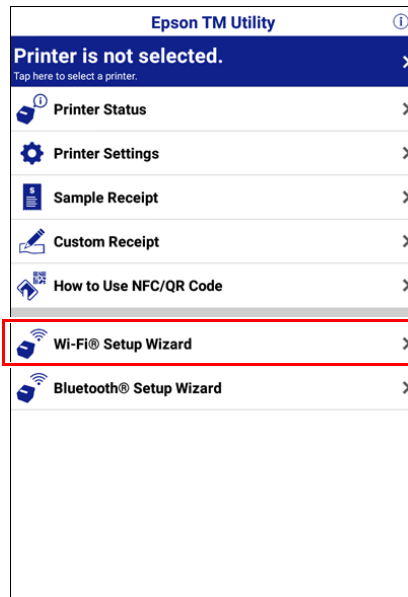 Epson TM Utility
Printer is not selected.
Tap here to select a printer.
Printer Status
Printer Settings
Sample Receipt
Custom Receipt
How to Use NFC/QR Code
Wi-Fi® Setup Wizard
Bluetooth® Setup Wizard